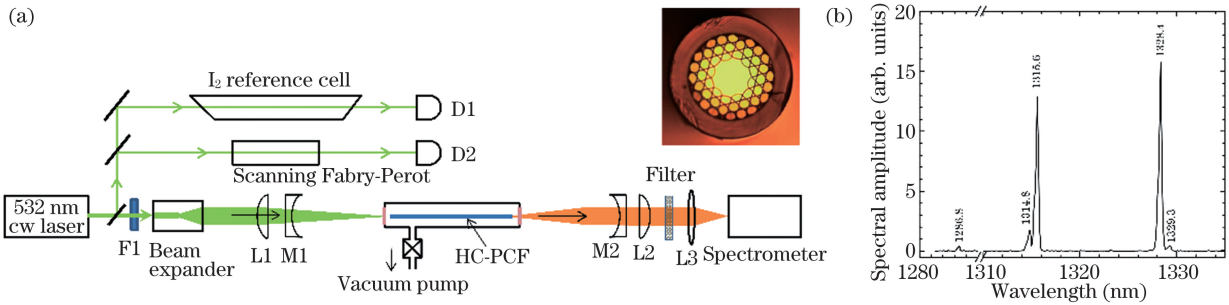 (a)
I₂ reference cell
D1
D2
Scanning Fabry-Perot
532 nm
cw laser
F1
Beam
expander
L1
M1
HC-PCF
Vacuum pump
M2
L2
Filter
L3
Spectrometer
(b)
Spectral amplitude (arb. units)
20
15
10
5
0
1286.8
1314.8
1315.6
1328.4
1329.3
1280
1310
1320
1330
Wavelength (nm)